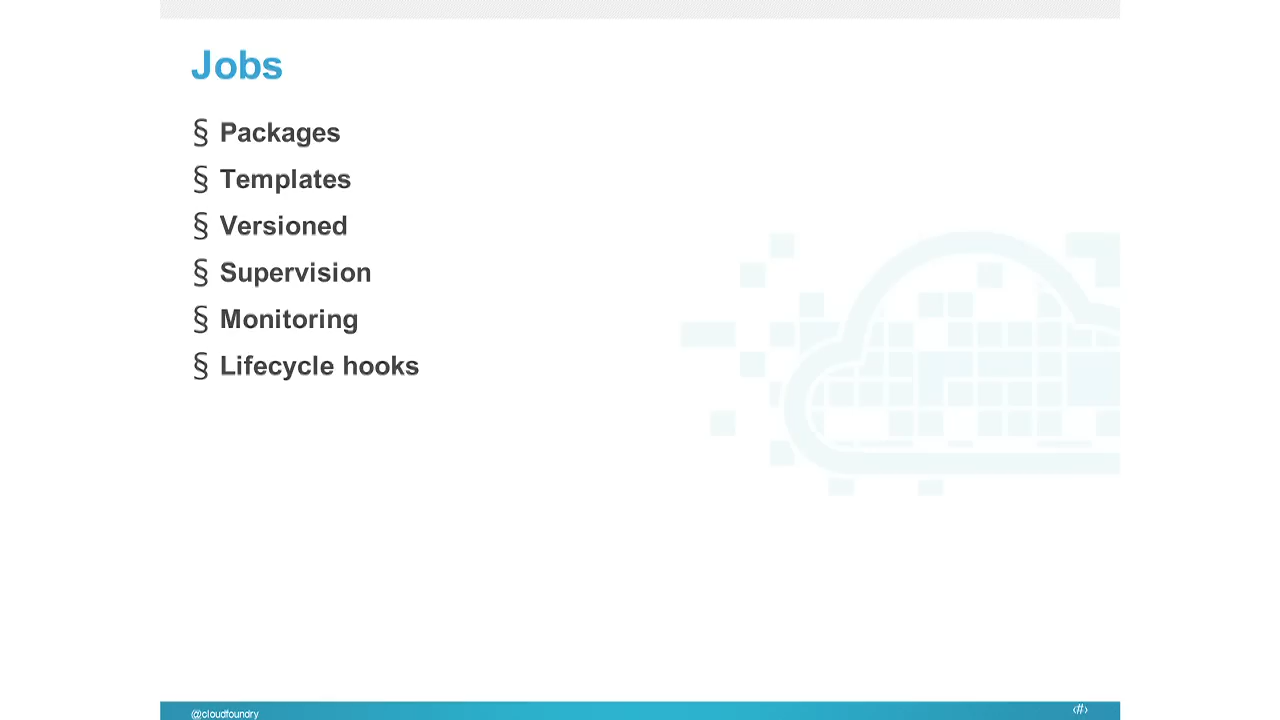 Jobs
§ Packages
§ Templates
§ Versioned
§ Supervision
§ Monitoring
§ Lifecycle hooks
@cloudfoundry
‹#›